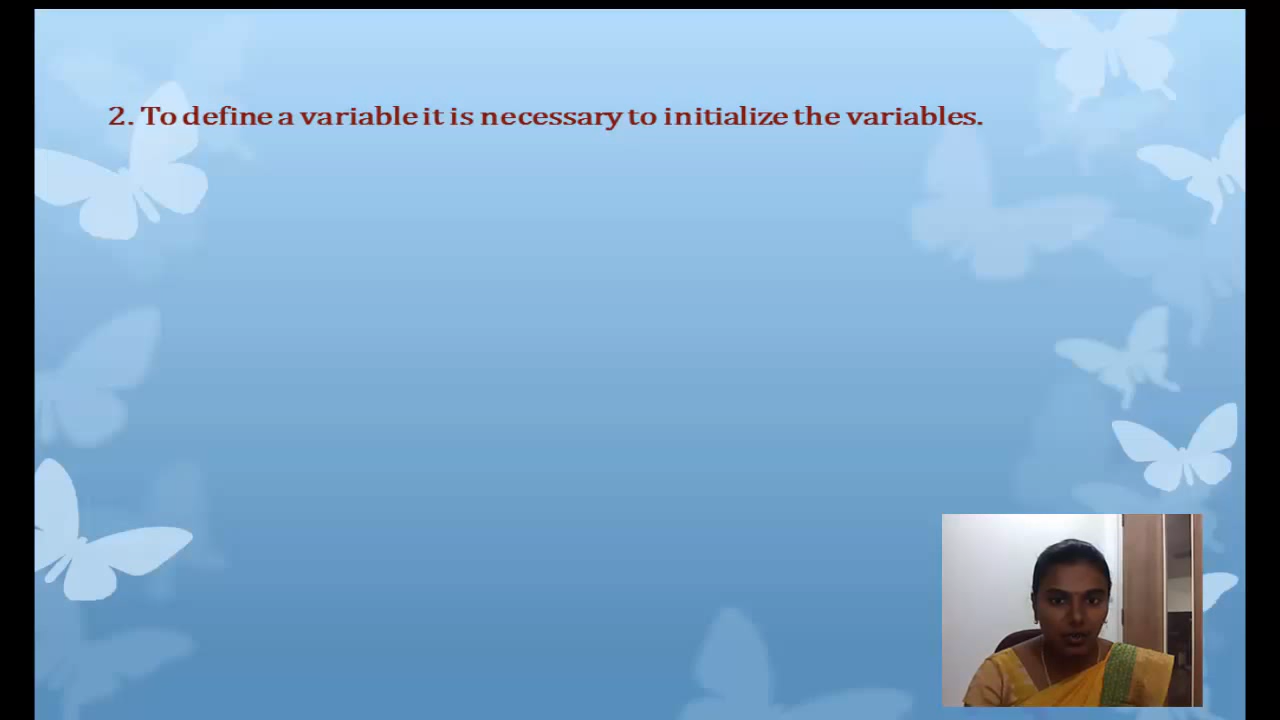 2. To define a variable it is necessary to initialize the variables.